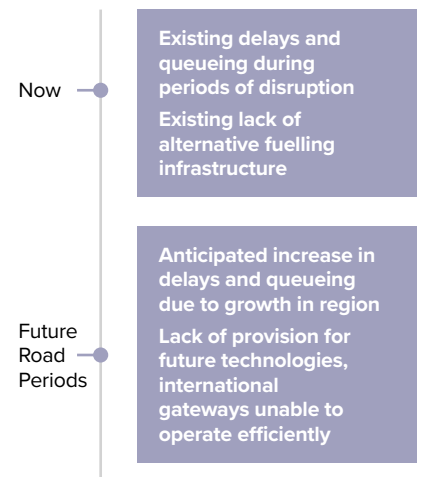 Now
Existing delays and
queueing during
periods of disruption
Existing lack of
alternative fuelling
infrastructure
Future
Road
Periods
Anticipated increase in
delays and queueing
due to growth in region
Lack of provision for
future technologies,
international
gateways unable to
operate efficiently